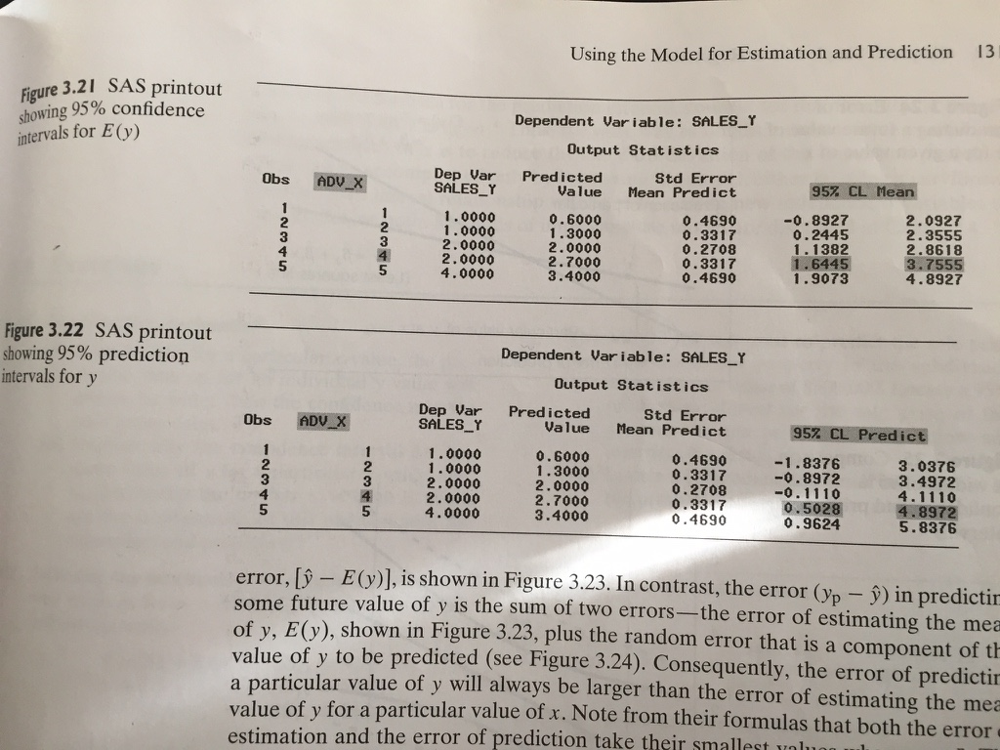 Using the Model for Estimation and Prediction 131
Figure 3.21 SAS printout
showing 95% confidence
intervals for E(y)
Dependent Variable: SALES_Y
Output Statistics
Dep Var Predicted Std Error
Obs ADV_X SALES_Y Value Mean Predict 95% CL Mean
1 1 1.0000 0.6000 0.4690 -0.8927 2.0927
2 2 1.0000 1.3000 0.3317 0.2445 2.3555
3 3 2.0000 2.0000 0.2708 1.1382 2.8618
4 4 2.0000 2.7000 0.3317 1.6445 3.7555
5 5 4.0000 3.4000 0.4690 1.9073 4.8927
Figure 3.22 SAS printout
showing 95% prediction
intervals for y
Dependent Variable: SALES_Y
Output Statistics
Dep Var Predicted Std Error
Obs ADV_X SALES_Y Value Mean Predict 95% CL Predict
1 1 1.0000 0.6000 0.4690 -1.8376 3.0376
2 2 1.0000 1.3000 0.3317 -0.8972 3.4972
3 3 2.0000 2.0000 0.2708 -0.1110 4.1110
4 4 2.0000 2.7000 0.3317 0.5028 4.8972
5 5 4.0000 3.4000 0.4690 0.9624 5.8376
error, [ŷ − E(y)], is shown in Figure 3.23. In contrast, the error (yp − ŷ) in predictin
some future value of y is the sum of two errors—the error of estimating the mea
of y, E(y), shown in Figure 3.23, plus the random error that is a component of th
value of y to be predicted (see Figure 3.24). Consequently, the error of predictin
a particular value of y will always be larger than the error of estimating the mea
value of y for a particular value of x. Note from their formulas that both the error
estimation and the error of prediction take their smallest values